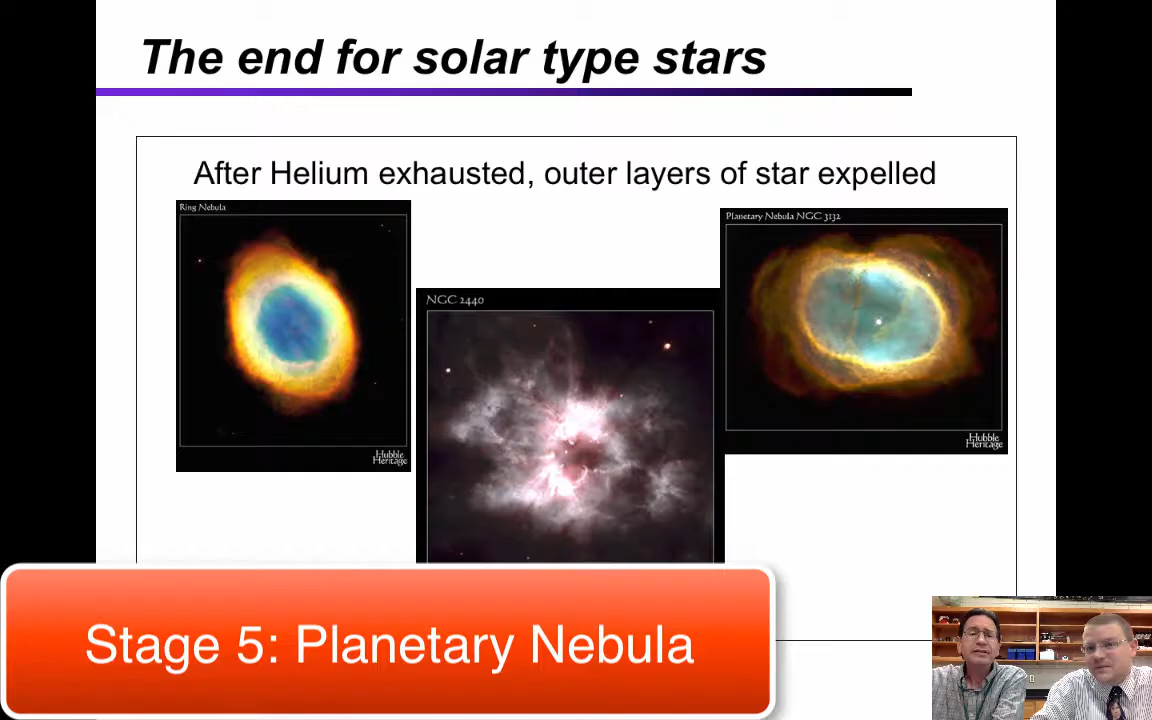 The end for solar type stars
After Helium exhausted, outer layers of star expelled
Ring Nebula
Hubble
Heritage
NGC 2440
Planetary Nebula NGC 3132
Hubble
Heritage
Stage 5: Planetary Nebula